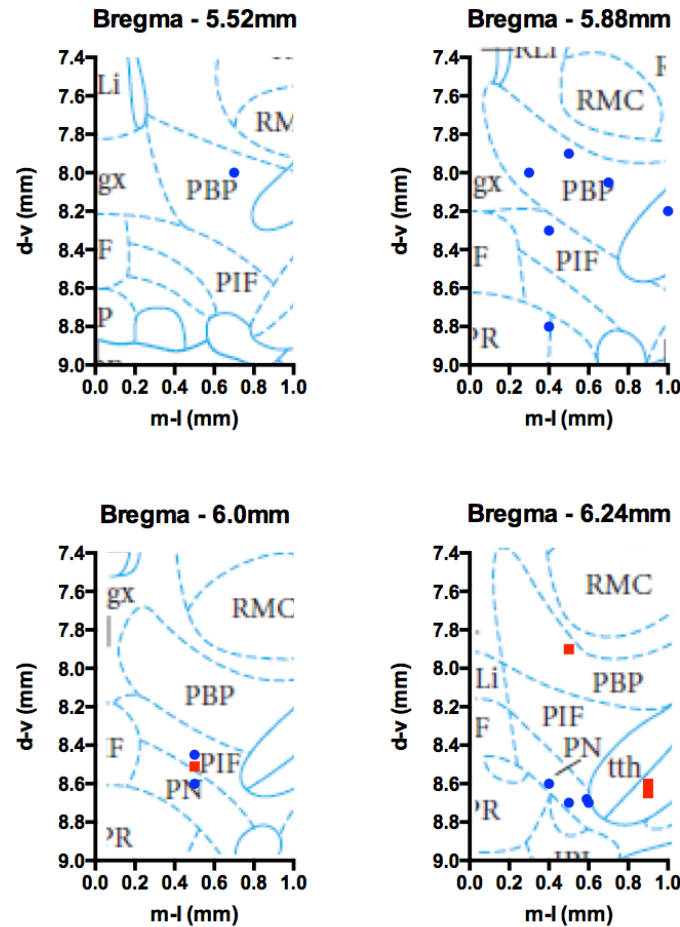 Bregma - 5.52mm
7.4
7.6
7.8
8.0
8.2
8.4
8.6
8.8
9.0
d-v (mm)
Li
RM
gx
PBP
F
PIF
P
0.0 0.2 0.4 0.6 0.8 1.0
m-l (mm)
Bregma - 5.88mm
7.4
7.6
7.8
8.0
8.2
8.4
8.6
8.8
9.0
d-v (mm)
RLi
RMC
gx
PBP
F
PIF
PR
0.0 0.2 0.4 0.6 0.8 1.0
m-l (mm)
Bregma - 6.0mm
7.4
7.6
7.8
8.0
8.2
8.4
8.6
8.8
9.0
d-v (mm)
gx
RMC
PBP
IF
PIF
PN
PR
0.0 0.2 0.4 0.6 0.8 1.0
m-l (mm)
Bregma - 6.24mm
7.4
7.6
7.8
8.0
8.2
8.4
8.6
8.8
9.0
d-v (mm)
RMC
Li
PBP
F
PIF
PN
tth
PR
0.0 0.2 0.4 0.6 0.8 1.0
m-l (mm)